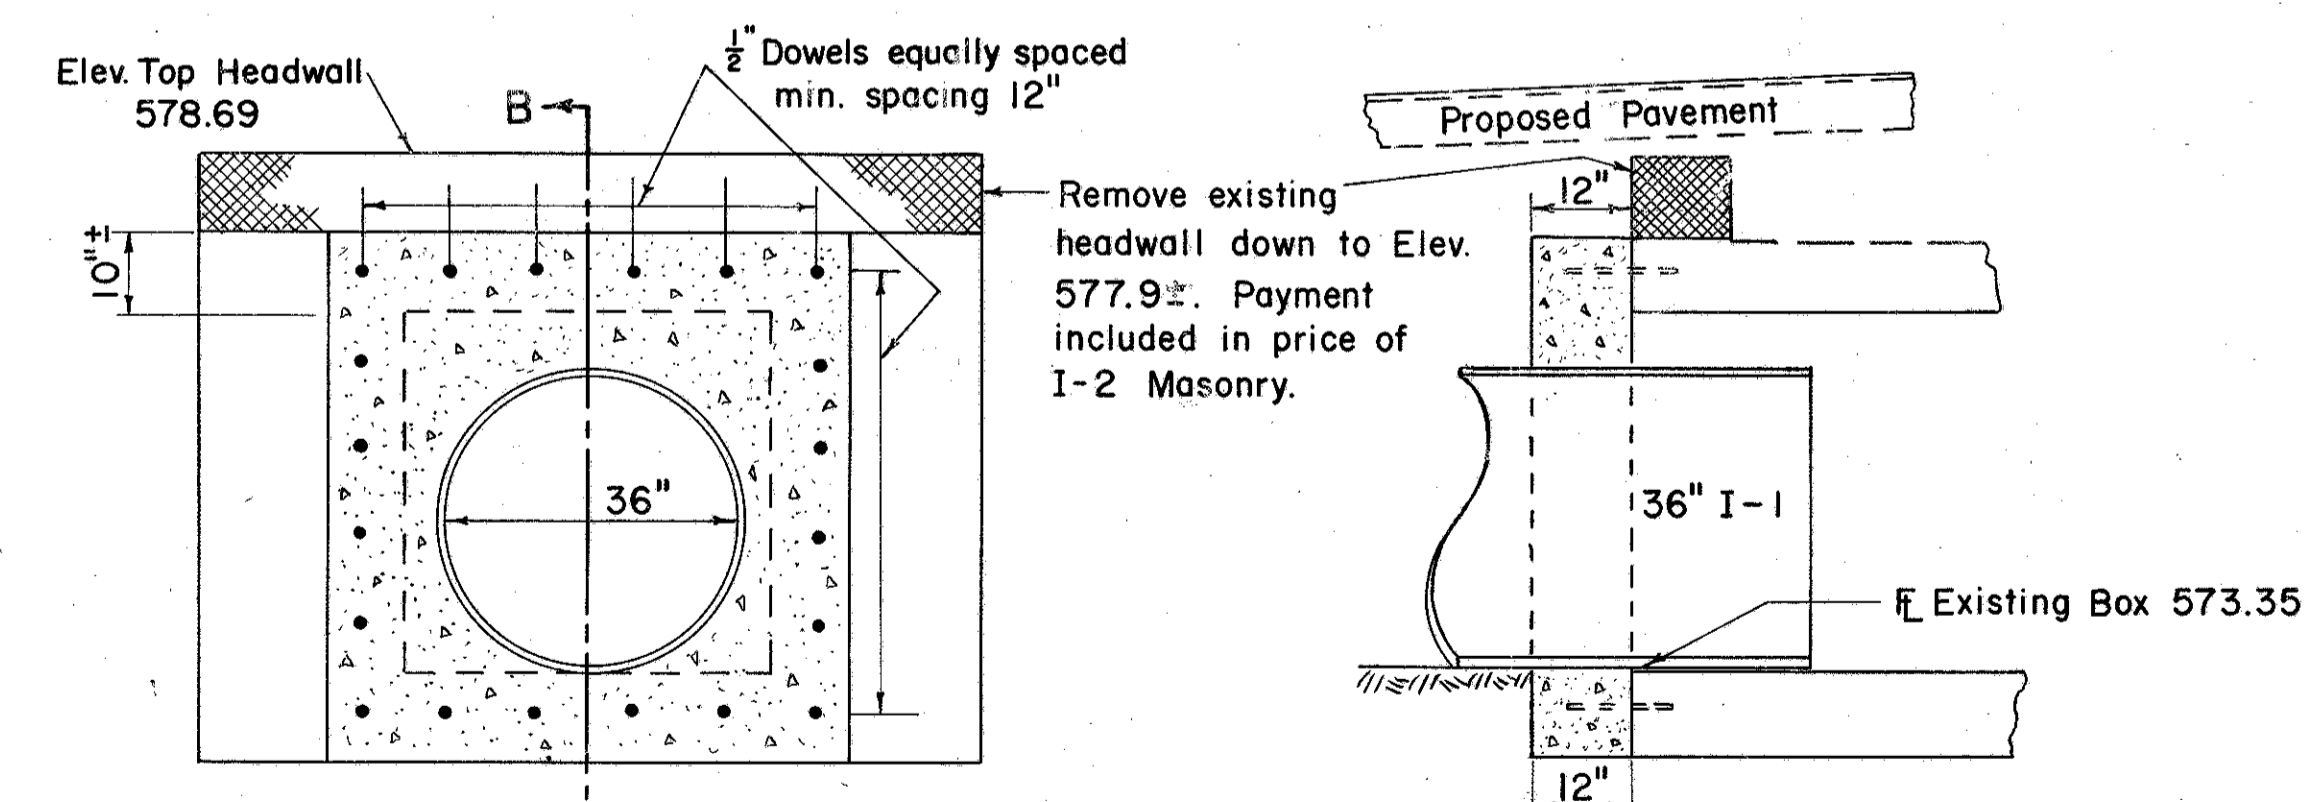 Elev. Top Headwall
578.69
B
1/2" Dowels equally spaced
min. spacing 12"
Proposed Pavement
10"±
12"
Remove existing
headwall down to Elev.
577.9±. Payment
included in price of
I-2 Masonry.
36"
36" I-1
FL Existing Box 573.35
12"